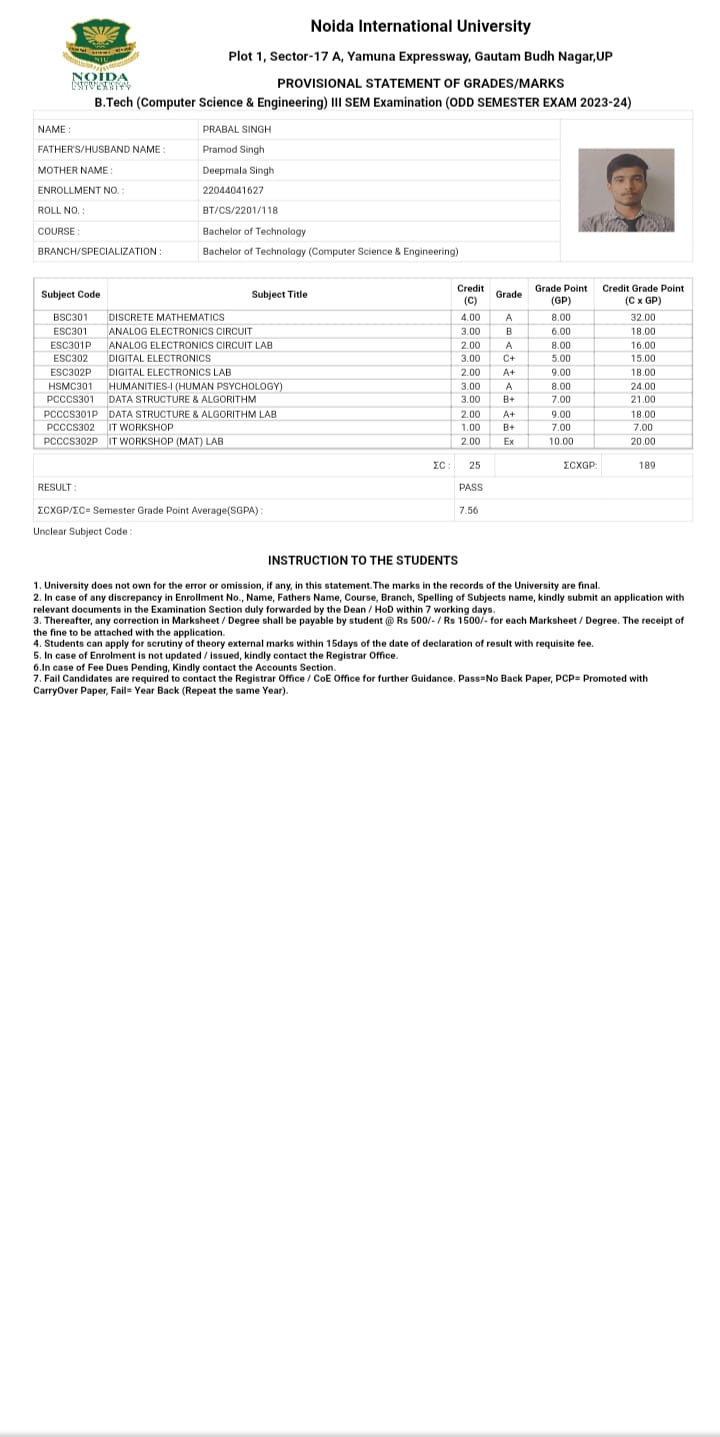 Noida International University
Plot 1, Sector-17 A, Yamuna Expressway, Gautam Budh Nagar,UP
NIU
NOIDA
INTERNATIONAL
UNIVERSITY
PROVISIONAL STATEMENT OF GRADES/MARKS
B.Tech (Computer Science & Engineering) III SEM Examination (ODD SEMESTER EXAM 2023-24)
NAME : PRABAL SINGH
FATHER'S/HUSBAND NAME : Pramod Singh
MOTHER NAME : Deepmala Singh
ENROLLMENT NO. : 22044041627
ROLL NO. : BT/CS/2201/118
COURSE : Bachelor of Technology
BRANCH/SPECIALIZATION : Bachelor of Technology (Computer Science & Engineering)
Subject Code Subject Title Credit (C) Grade Grade Point (GP) Credit Grade Point (C x GP)
BSC301 DISCRETE MATHEMATICS 4.00 A 8.00 32.00
ESC301 ANALOG ELECTRONICS CIRCUIT 3.00 B 6.00 18.00
ESC301P ANALOG ELECTRONICS CIRCUIT LAB 2.00 A 8.00 16.00
ESC302 DIGITAL ELECTRONICS 3.00 C+ 5.00 15.00
ESC302P DIGITAL ELECTRONICS LAB 2.00 A+ 9.00 18.00
HSMC301 HUMANITIES-I (HUMAN PSYCHOLOGY) 3.00 A 8.00 24.00
PCCCS301 DATA STRUCTURE & ALGORITHM 3.00 B+ 7.00 21.00
PCCCS301P DATA STRUCTURE & ALGORITHM LAB 2.00 A+ 9.00 18.00
PCCCS302 IT WORKSHOP 1.00 B+ 7.00 7.00
PCCCS302P IT WORKSHOP (MAT) LAB 2.00 Ex 10.00 20.00
ΣC : 25 ΣCXGP: 189
RESULT : PASS
ΣCXGP/ΣC= Semester Grade Point Average(SGPA) : 7.56
Unclear Subject Code :
INSTRUCTION TO THE STUDENTS
1. University does not own for the error or omission, if any, in this statement.The marks in the records of the University are final.
2. In case of any discrepancy in Enrollment No., Name, Fathers Name, Course, Branch, Spelling of Subjects name, kindly submit an application with
relevant documents in the Examination Section duly forwarded by the Dean / HoD within 7 working days.
3. Thereafter, any correction in Marksheet / Degree shall be payable by student @ Rs 500/- / Rs 1500/- for each Marksheet / Degree. The receipt of
the fine to be attached with the application.
4. Students can apply for scrutiny of theory external marks within 15days of the date of declaration of result with requisite fee.
5. In case of Enrolment is not updated / issued, kindly contact the Registrar Office.
6.In case of Fee Dues Pending, Kindly contact the Accounts Section.
7. Fail Candidates are required to contact the Registrar Office / CoE Office for further Guidance. Pass=No Back Paper, PCP= Promoted with
CarryOver Paper, Fail= Year Back (Repeat the same Year).